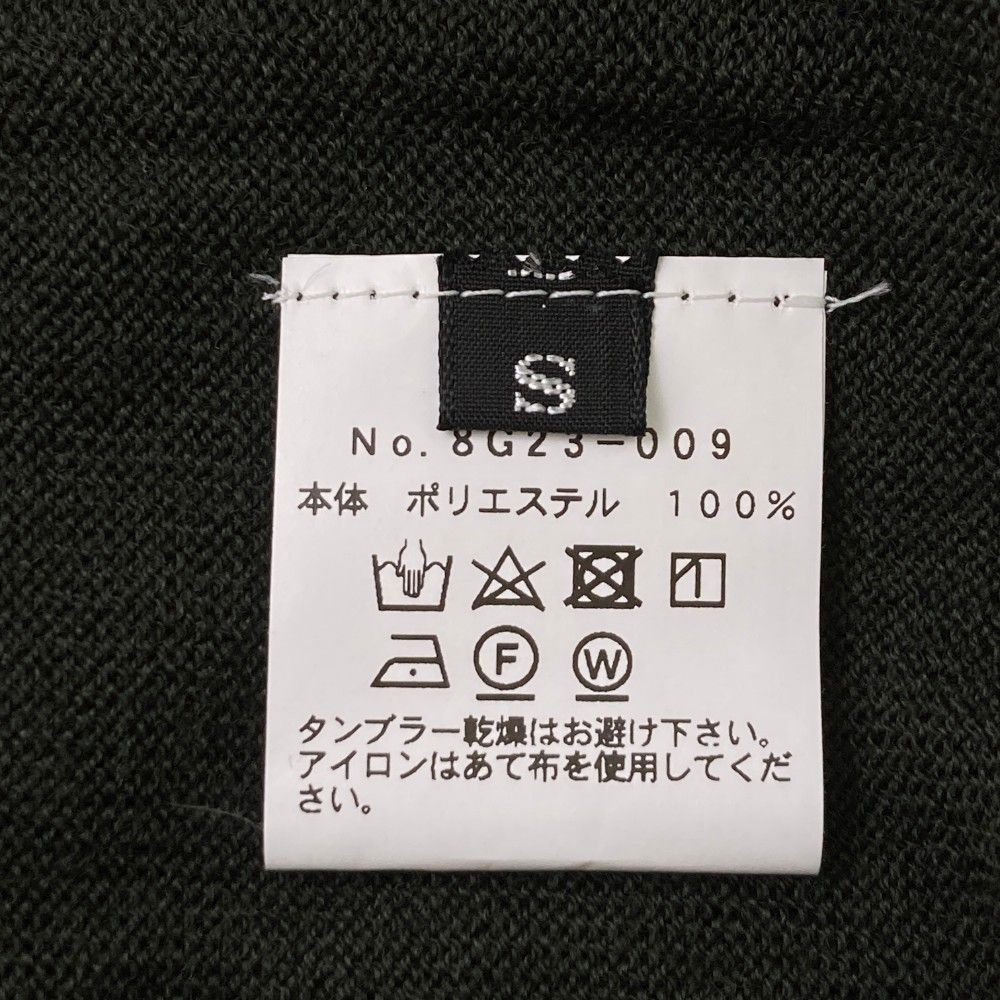 S
No. 8G23-009
本体 ポリエステル 100%
1
F W
タンブラー乾燥はお避け下さい。
アイロンはあて布を使用してくだ
さい。